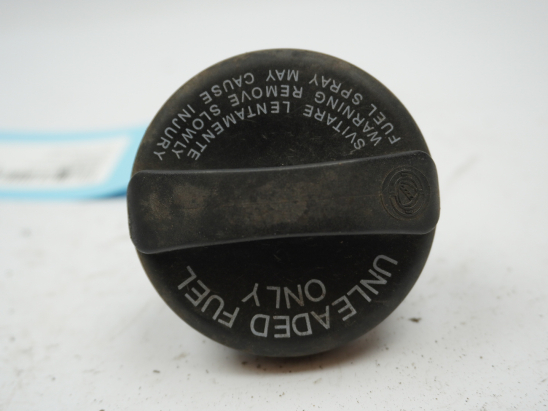 SVITARE LENTAMENTE
WARNING REMOVE SLOWLY
FUEL SPRAY MAY CAUSE INJURY
UNLEADED FUEL
ONLY